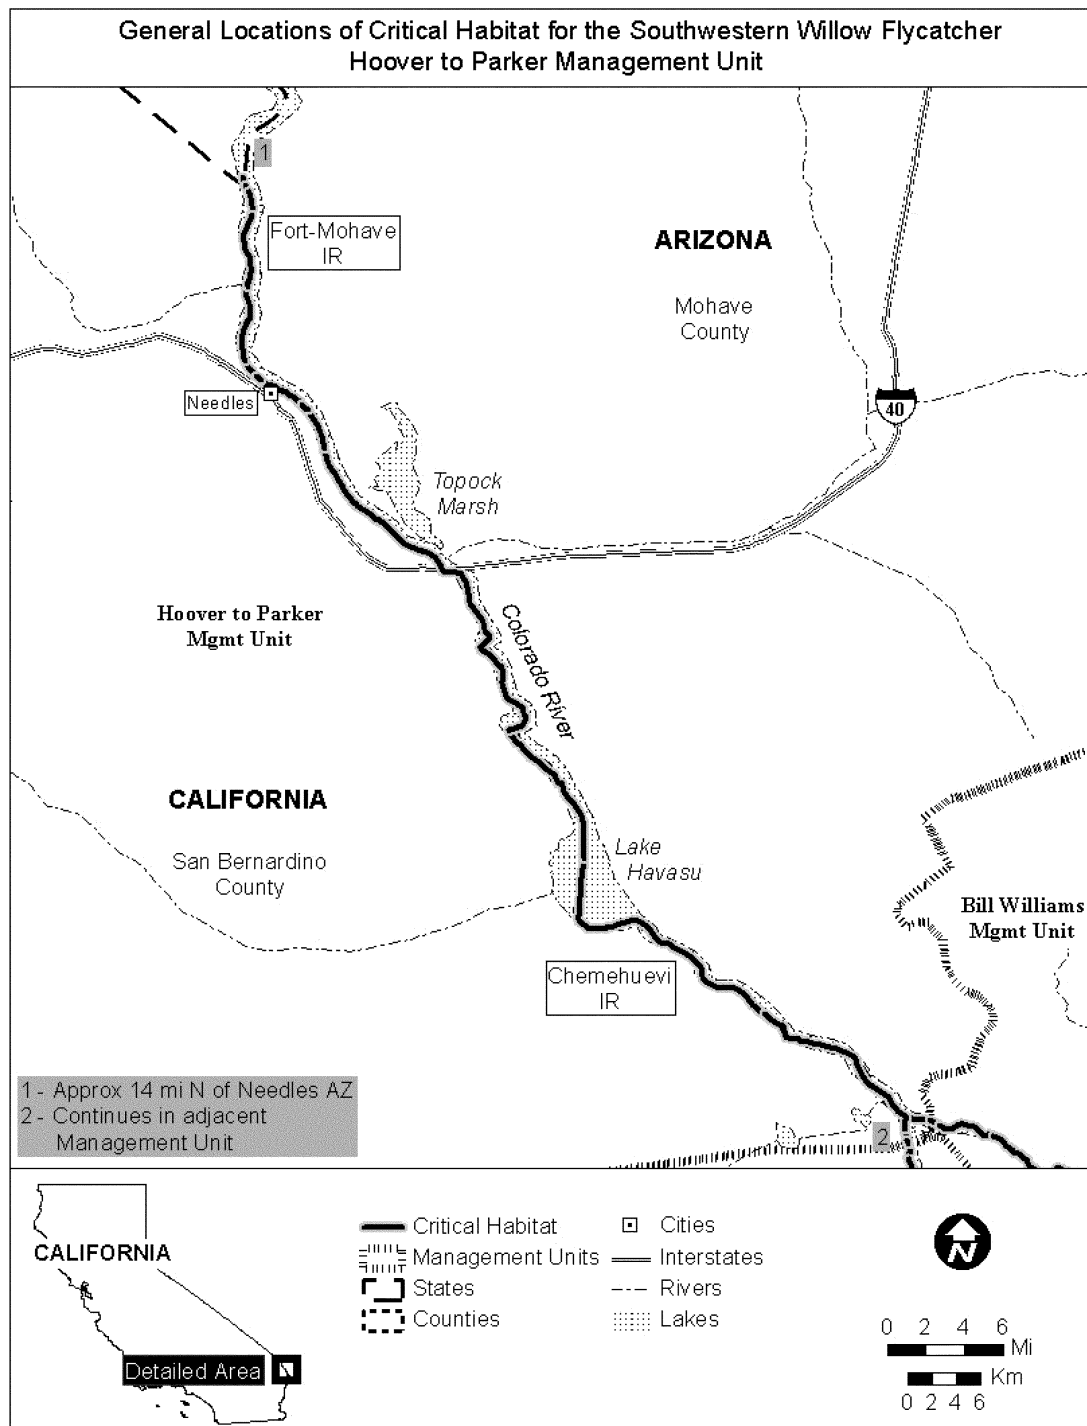 General Locations of Critical Habitat for the Southwestern Willow Flycatcher
Hoover to Parker Management Unit
1
Fort-Mohave
IR
ARIZONA
Mohave
County
Needles
40
Topock
Marsh
Hoover to Parker
Mgmt Unit
Colorado River
CALIFORNIA
San Bernardino
County
Lake
Havasu
Bill Williams
Mgmt Unit
Chemehuevi
IR
1 - Approx 14 mi N of Needles AZ
2 - Continues in adjacent
Management Unit
2
CALIFORNIA
Detailed Area
Critical Habitat
Management Units
States
Counties
Cities
Interstates
Rivers
Lakes
N
0 2 4 6
Mi
Km
0 2 4 6